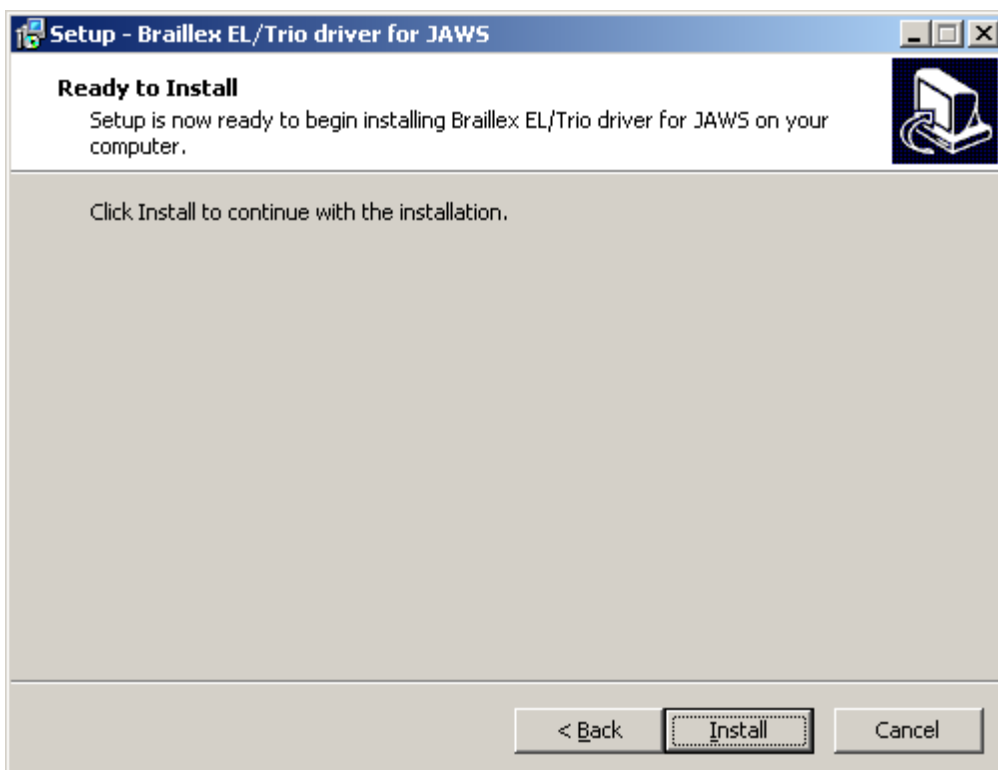 Setup - Braillex EL/Trio driver for JAWS
Ready to Install
Setup is now ready to begin installing Braillex EL/Trio driver for JAWS on your
computer.
Click Install to continue with the installation.
< Back Install Cancel